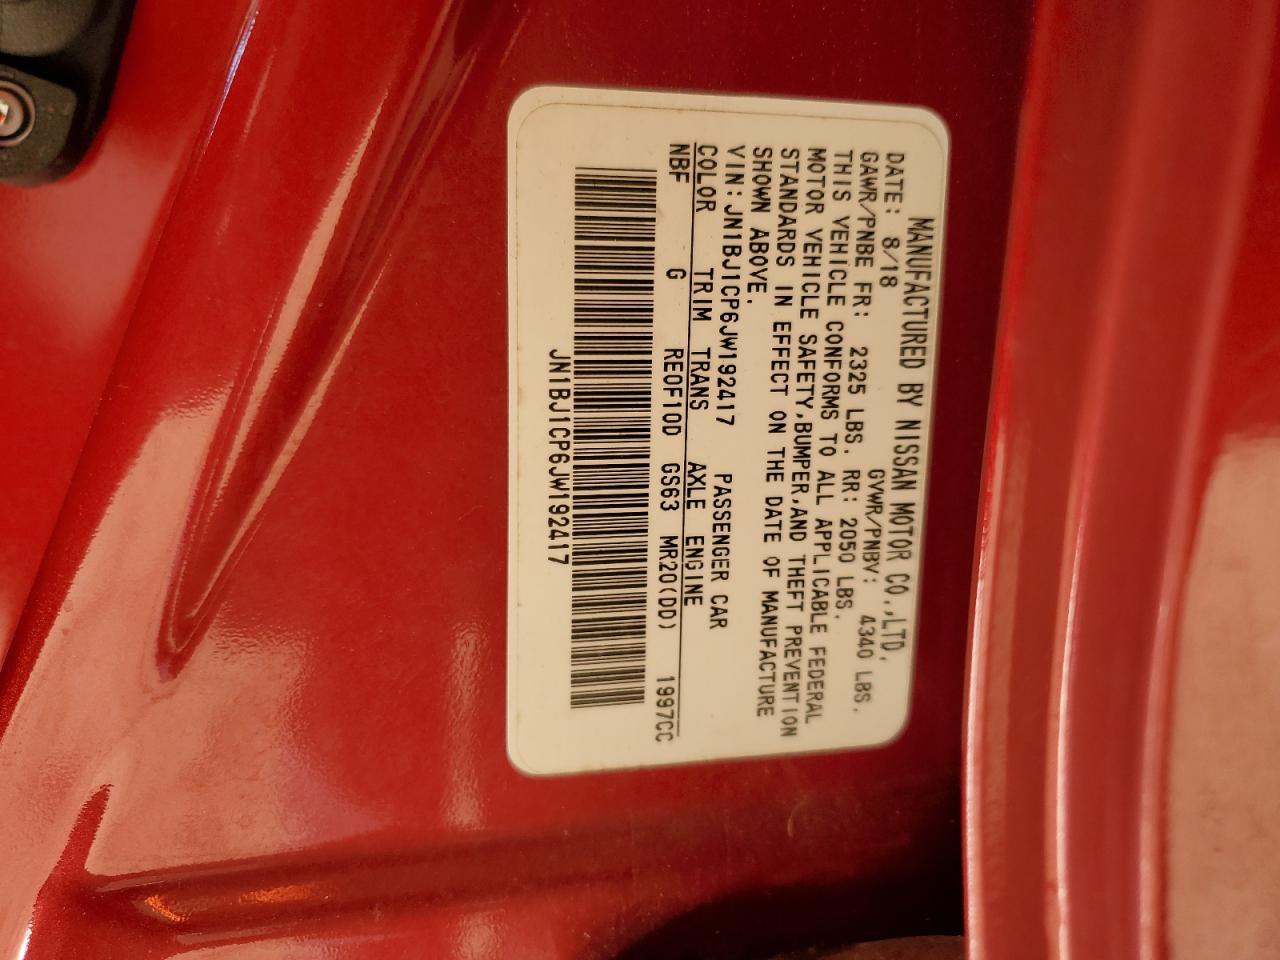 MANUFACTURED BY NISSAN MOTOR CO.,LTD.
DATE: 8/18 GVWR/PNBV: 4340 LBS.
GAWR/PNBE FR: 2325 LBS. RR: 2050 LBS.
THIS VEHICLE CONFORMS TO ALL APPLICABLE FEDERAL
MOTOR VEHICLE SAFETY,BUMPER,AND THEFT PREVENTION
STANDARDS IN EFFECT ON THE DATE OF MANUFACTURE
SHOWN ABOVE.
VIN:JN1BJ1CP6JW192417 PASSENGER CAR
COLOR TRIM TRANS AXLE ENGINE
NBF G RE0F10D GS63 MR20(DD) 1997CC
JN1BJ1CP6JW192417